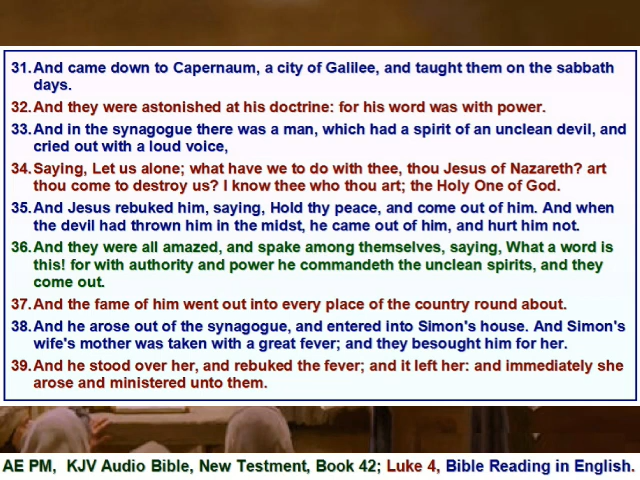 31.And came down to Capernaum, a city of Galilee, and taught them on the sabbath
days.
32.And they were astonished at his doctrine: for his word was with power.
33.And in the synagogue there was a man, which had a spirit of an unclean devil, and
cried out with a loud voice,
34.Saying, Let us alone; what have we to do with thee, thou Jesus of Nazareth? art
thou come to destroy us? I know thee who thou art; the Holy One of God.
35.And Jesus rebuked him, saying, Hold thy peace, and come out of him. And when
the devil had thrown him in the midst, he came out of him, and hurt him not.
36.And they were all amazed, and spake among themselves, saying, What a word is
this! for with authority and power he commandeth the unclean spirits, and they
come out.
37.And the fame of him went out into every place of the country round about.
38.And he arose out of the synagogue, and entered into Simon's house. And Simon's
wife's mother was taken with a great fever; and they besought him for her.
39.And he stood over her, and rebuked the fever; and it left her: and immediately she
arose and ministered unto them.
AE PM, KJV Audio Bible, New Testment, Book 42; Luke 4, Bible Reading in English.